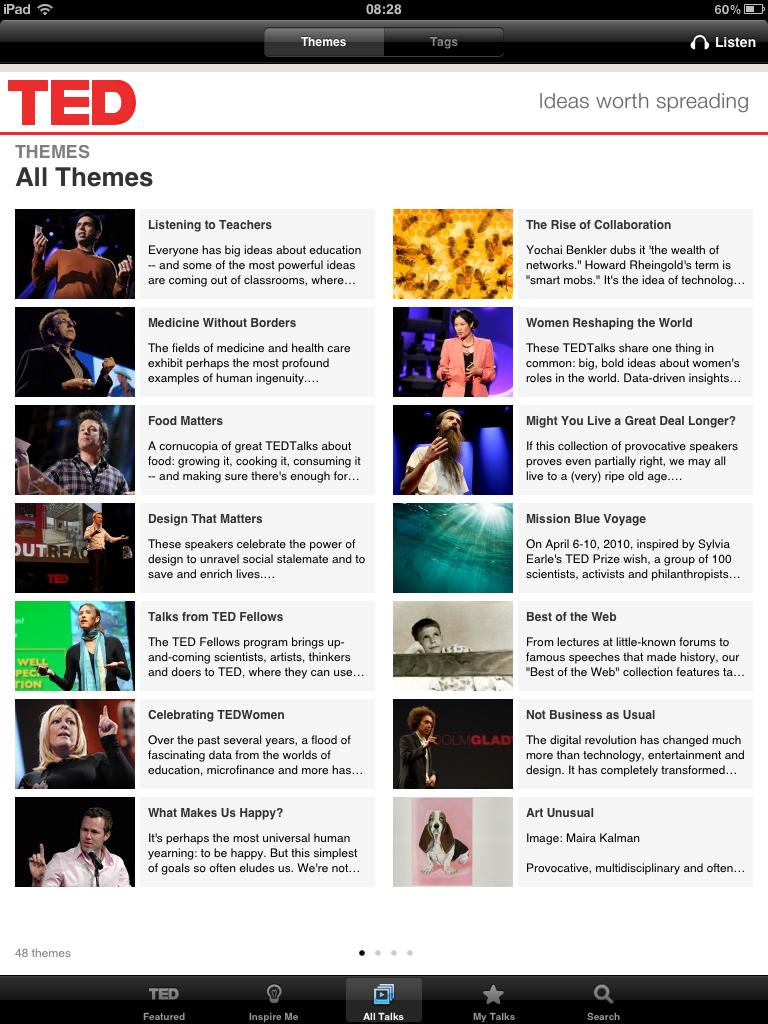 iPad 08:28 60%
Themes Tags Listen
TED Ideas worth spreading
THEMES
All Themes
Listening to Teachers
Everyone has big ideas about education
-- and some of the most powerful ideas
are coming out of classrooms, where...
The Rise of Collaboration
Yochai Benkler dubs it 'the wealth of
networks." Howard Rheingold's term is
"smart mobs." It's the idea of technolog...
Medicine Without Borders
The fields of medicine and health care
exhibit perhaps the most profound
examples of human ingenuity....
Women Reshaping the World
These TEDTalks share one thing in
common: big, bold ideas about women's
roles in the world. Data-driven insights...
Food Matters
A cornucopia of great TEDTalks about
food: growing it, cooking it, consuming it
-- and making sure there's enough for...
Might You Live a Great Deal Longer?
If this collection of provocative speakers
proves even partially right, we may all
live to a (very) ripe old age....
OUTREAC
TED
Design That Matters
These speakers celebrate the power of
design to unravel social stalemate and to
save and enrich lives....
Mission Blue Voyage
On April 6-10, 2010, inspired by Sylvia
Earle's TED Prize wish, a group of 100
scientists, activists and philanthropists...
WELL
Talks from TED Fellows
The TED Fellows program brings up-
and-coming scientists, artists, thinkers
and doers to TED, where they can use...
Best of the Web
From lectures at little-known forums to
famous speeches that made history, our
"Best of the Web" collection features ta...
Celebrating TEDWomen
Over the past several years, a flood of
fascinating data from the worlds of
education, microfinance and more has...
OLMGLAD
Not Business as Usual
The digital revolution has changed much
more than technology, entertainment and
design. It has completely transformed...
What Makes Us Happy?
It's perhaps the most universal human
yearning: to be happy. But this simplest
of goals so often eludes us. We're not...
Art Unusual
Image: Maira Kalman
Provocative, multidisciplinary and often...
48 themes
TED
Featured Inspire Me All Talks My Talks Search